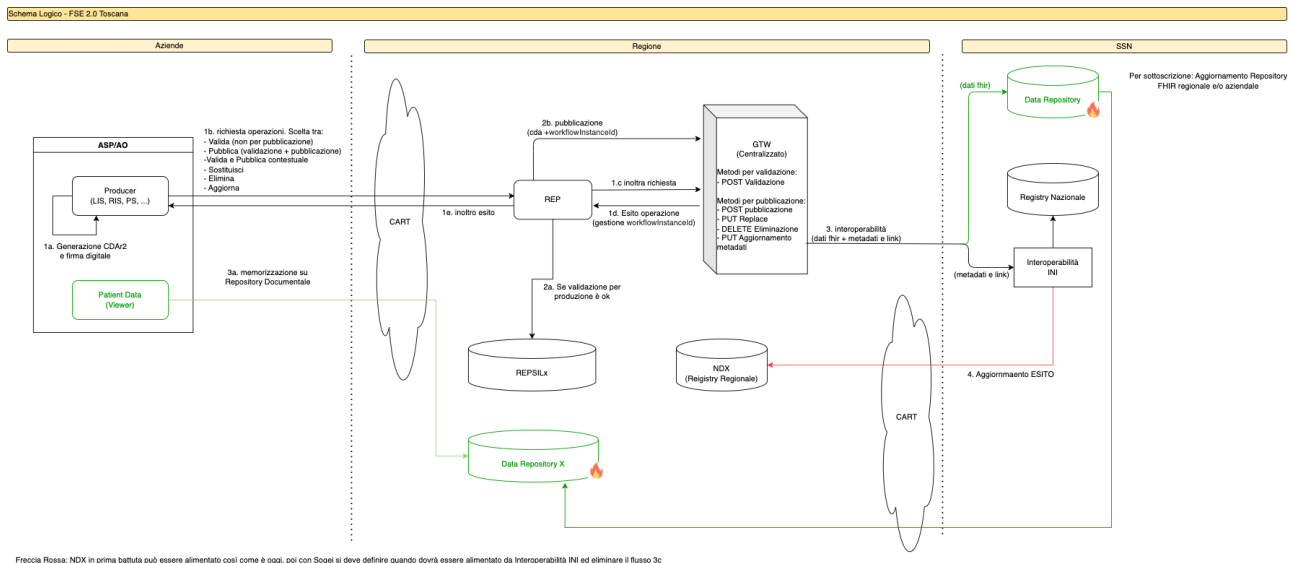 Schema Logico - FSE 2.0 Toscana
Aziende
Regione
SSN
ASP/AO
Producer
(LIS, RIS, PS, ...)
1a. Generazione CDAr2
e firma digitale
Patient Data
(Viewer)
1b. richiesta operazioni. Scelta tra:
- Valida (non per pubblicazione)
- Pubblica (validazione + pubblicazione)
-Valida e Pubblica contestuale
- Sostituisci
- Elimina
- Aggiorna
3a. memorizzazione su
Repository Documentale
CART
1e. inoltro esito
2b. pubblicazione
(cda +workflowInstanceId)
REP
1.c inoltra richiesta
1d. Esito operazione
(gestione workflowInstanceId)
2a. Se validazione per
produzione è ok
REPSILx
Data Repository X
GTW
(Centralizzato)
Metodi per validazione:
- POST Validazione
Metodi per pubblicazione:
- POST pubblicazione
- PUT Replace
- DELETE Eliminazione
- PUT Aggiornamento
metadati
NDX
(Reigistry Regionale)
3. interoperabilità
(dati fhir + metadati e link)
CART
(dati fhir)
Data Repository
Per sottoscrizione: Aggiornamento Repository
FHIR regionale e/o aziendale
Registry Nazionale
(metadati e link)
Interoperabilità
INI
4. Aggiornmaento ESITO
Freccia Rossa: NDX in prima battuta può essere alimentato così come è oggi, poi con Sogei si deve definire quando dovrà essere alimentato da Interoperabilità INI ed eliminare il flusso 3c